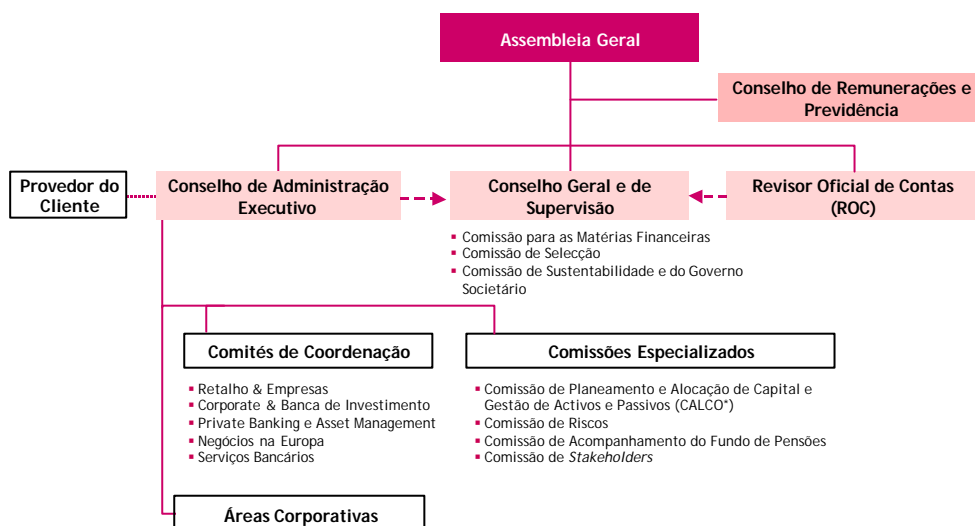 Assembleia Geral
Conselho de Remunerações e
Previdência
Provedor do
Cliente
Conselho de Administração
Executivo
Conselho Geral e de
Supervisão
Revisor Oficial de Contas
(ROC)
▪ Comissão para as Matérias Financeiras
▪ Comissão de Selecção
▪ Comissão de Sustentabilidade e do Governo
Societário
Comités de Coordenação
▪ Retalho & Empresas
▪ Corporate & Banca de Investimento
▪ Private Banking e Asset Management
▪ Negócios na Europa
▪ Serviços Bancários
Comissões Especializados
▪ Comissão de Planeamento e Alocação de Capital e
Gestão de Activos e Passivos (CALCO*)
▪ Comissão de Riscos
▪ Comissão de Acompanhamento do Fundo de Pensões
▪ Comissão de Stakeholders
Áreas Corporativas